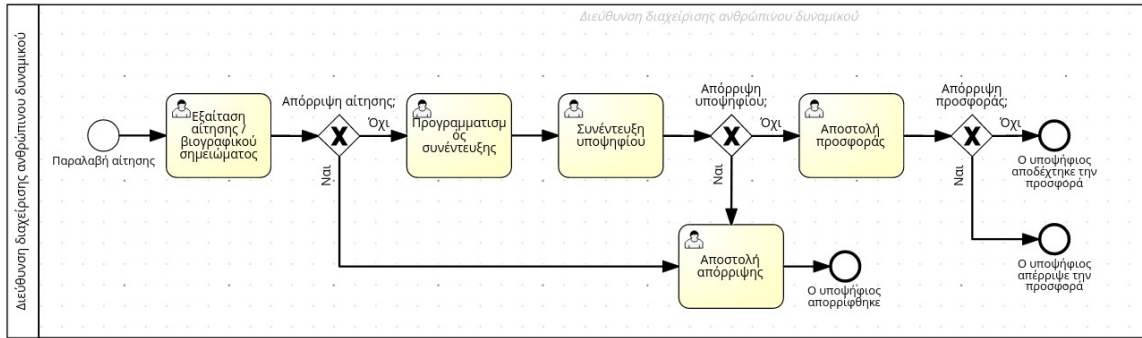 Διεύθυνση διαχείρισης ανθρώπινου δυναμικού
Διεύθυνση διαχείρισης ανθρώπινου δυναμικού
Παραλαβή αίτησης
Εξαίταση
αίτησης /
βιογραφικού
σημειώματος
Απόρριψη αίτησης;
Όχι
Ναι
Προγραμματισμ
ός
συνέντευξης
Συνέντευξη
υποψηφίου
Απόρριψη
υποψηφίου;
Όχι
Ναι
Αποστολή
προσφοράς
Απόρριψη
προσφοράς;
Όχι
Ναι
Ο υποψήφιος
αποδέχτηκε την
προσφορά
Αποστολή
απόρριψης
Ο υποψήφιος
απορρίφθηκε
Ο υποψήφιος
απέρριψε την
προσφορά